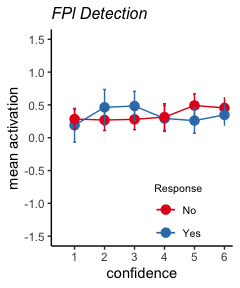 FPI Detection
1.5
1.0
0.5
0.0
-0.5
-1.0
-1.5
mean activation
Response
No
Yes
1 2 3 4 5 6
confidence